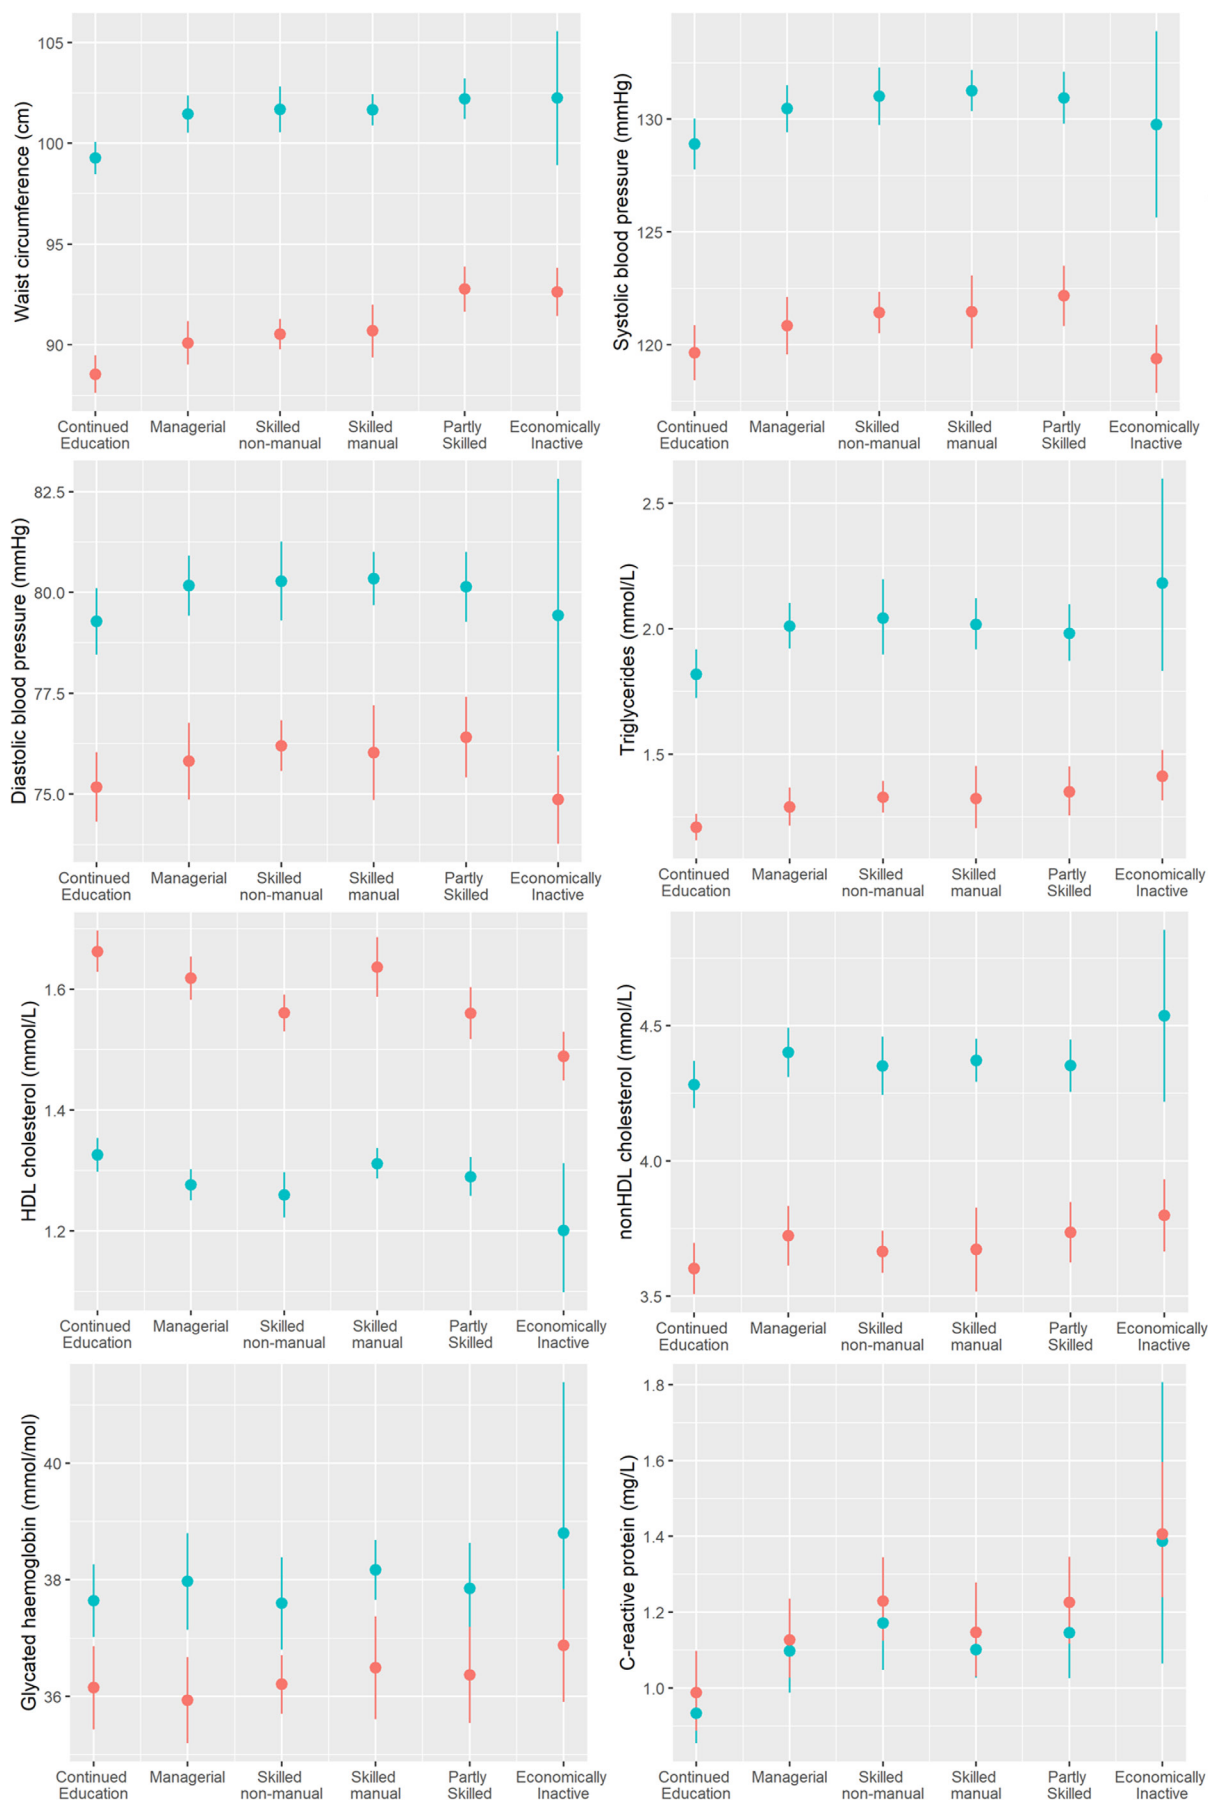 Waist circumference (cm)
105
100
95
90
Continued Managerial Skilled Skilled Partly Economically
Education non-manual manual Skilled Inactive
Systolic blood pressure (mmHg)
130
125
120
Continued Managerial Skilled Skilled Partly Economically
Education non-manual manual Skilled Inactive
Diastolic blood pressure (mmHg)
82.5
80.0
77.5
75.0
Continued Managerial Skilled Skilled Partly Economically
Education non-manual manual Skilled Inactive
Triglycerides (mmol/L)
2.5
2.0
1.5
Continued Managerial Skilled Skilled Partly Economically
Education non-manual manual Skilled Inactive
HDL cholesterol (mmol/L)
1.6
1.4
1.2
Continued Managerial Skilled Skilled Partly Economically
Education non-manual manual Skilled Inactive
nonHDL cholesterol (mmol/L)
4.5
4.0
3.5
Continued Managerial Skilled Skilled Partly Economically
Education non-manual manual Skilled Inactive
Glycated haemoglobin (mmol/mol)
40
38
36
Continued Managerial Skilled Skilled Partly Economically
Education non-manual manual Skilled Inactive
C-reactive protein (mg/L)
1.8
1.6
1.4
1.2
1.0
Continued Managerial Skilled Skilled Partly Economically
Education non-manual manual Skilled Inactive